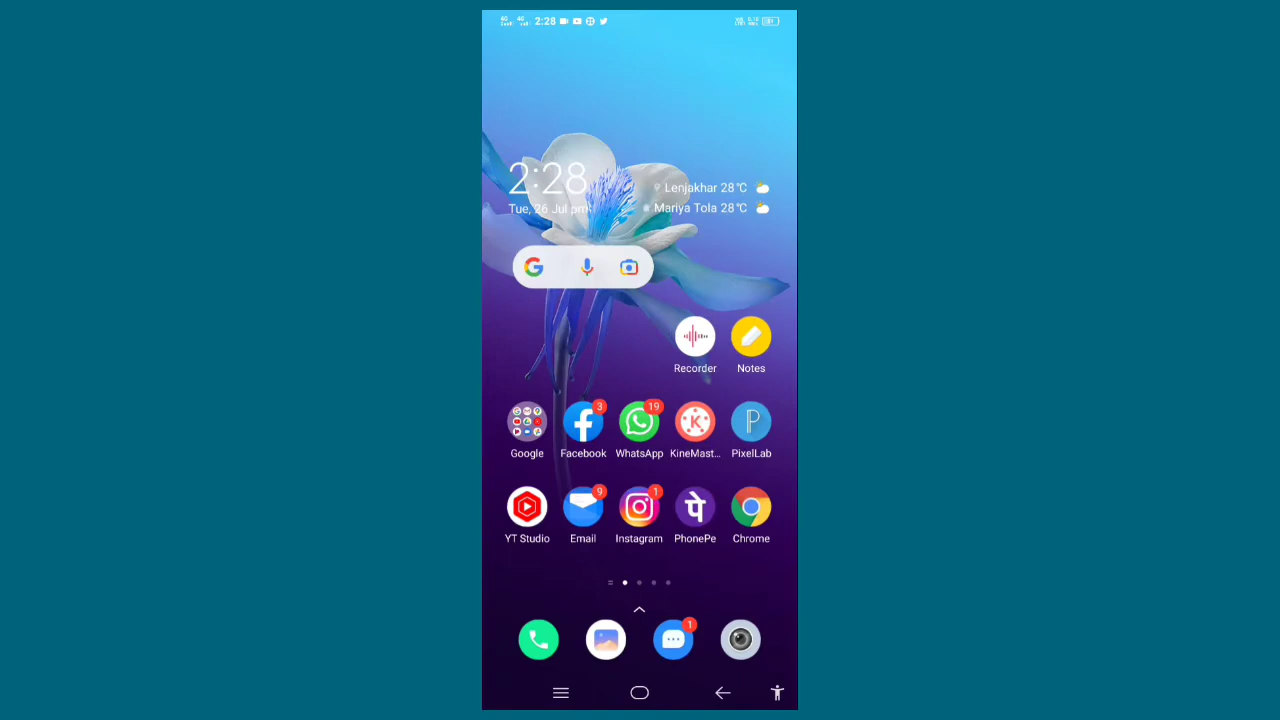 2:28
2:28
Tue, 26 Jul pm
Lenjakhar 28°C
Mariya Tola 28°C
Recorder
Notes
3
19
Google
Facebook
WhatsApp
KineMast...
PixelLab
9
1
पे
YT Studio
Email
Instagram
PhonePe
Chrome
1